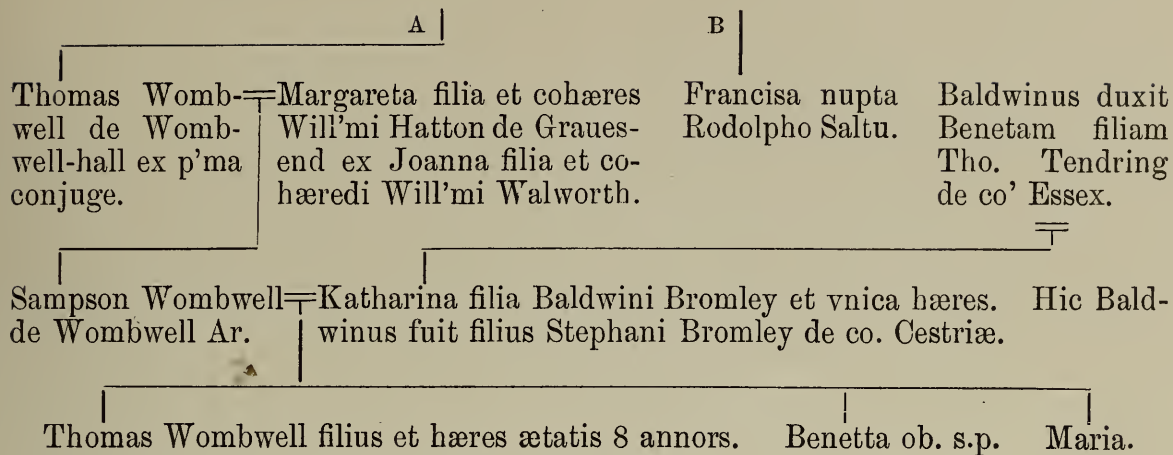 A B
Thomas Womb-
well de Womb-
well-hall ex p'ma
conjuge.
Margareta filia et cohæres
Will'mi Hatton de Graues-
end ex Joanna filia et co-
hæredi Will'mi Walworth.
Francisa nupta
Rodolpho Saltu.
Baldwinus duxit
Benetam filiam
Tho. Tendring
de co' Essex.
Sampson Wombwell
de Wombwell Ar.
Katharina filia Baldwini Bromley et vnica hæres. Hic Bald-
winus fuit filius Stephani Bromley de co. Cestriæ.
Thomas Wombwell filius et hæres ætatis 8 annors. Benetta ob. s.p. Maria.